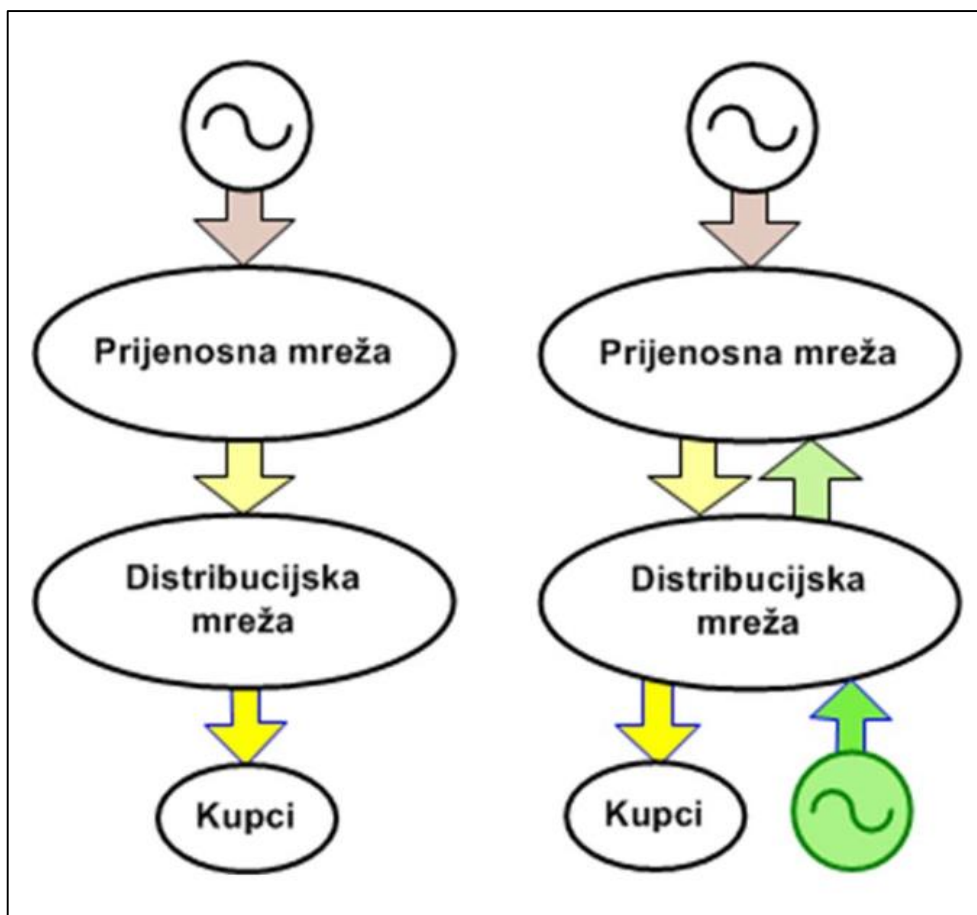 Prijenosna mreža
Distribucijska
mreža
Kupci
Prijenosna mreža
Distribucijska
mreža
Kupci